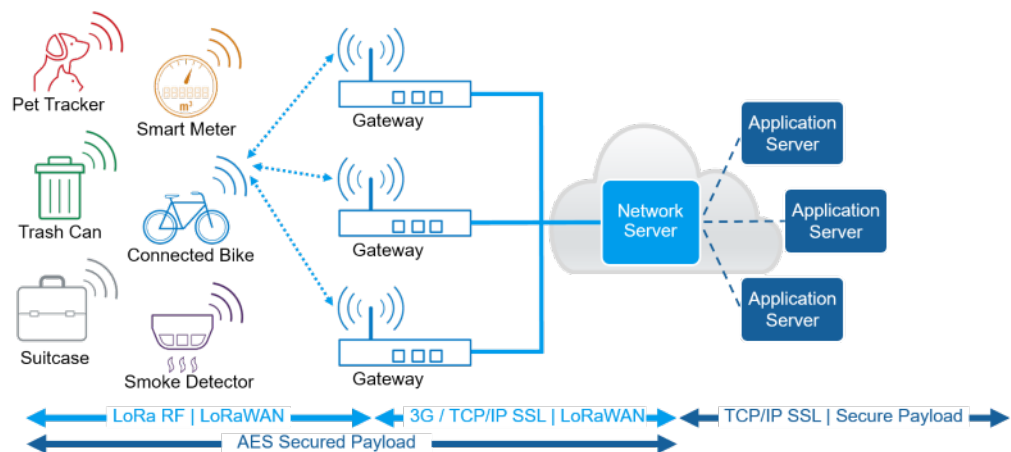 Pet Tracker
Smart Meter
888888
m³
Trash Can
Connected Bike
Suitcase
Smoke Detector
Gateway
Gateway
Gateway
Network
Server
Application
Server
Application
Server
Application
Server
LoRa RF | LoRaWAN
3G / TCP/IP SSL | LoRaWAN
TCP/IP SSL | Secure Payload
AES Secured Payload